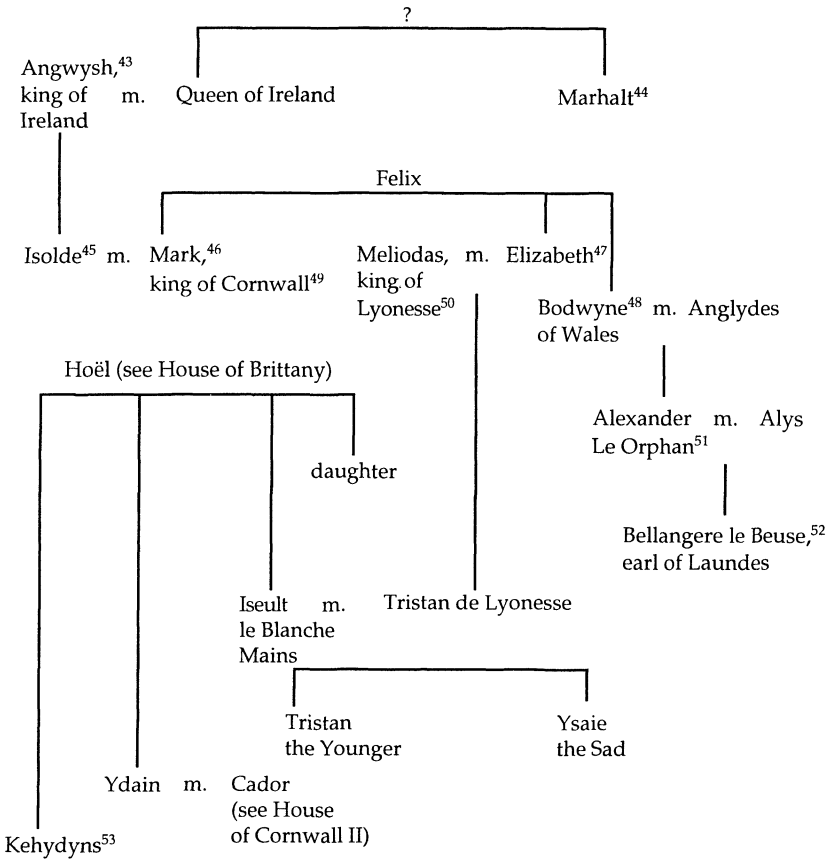 ?
Angwysh,⁴³
king of m. Queen of Ireland Marhalt⁴⁴
Ireland
Felix
Isolde⁴⁵ m. Mark,⁴⁶ Meliodas, m. Elizabeth⁴⁷
king of Cornwall⁴⁹ king of
Lyonesse⁵⁰ Bodwyne⁴⁸ m. Anglydes
of Wales
Hoël (see House of Brittany)
Alexander m. Alys
Le Orphan⁵¹
daughter
Bellangere le Beuse,⁵²
earl of Laundes
Iseult m. Tristan de Lyonesse
le Blanche
Mains
Tristan Ysaie
the Younger the Sad
Ydain m. Cador
(see House
of Cornwall II)
Kehydyns⁵³